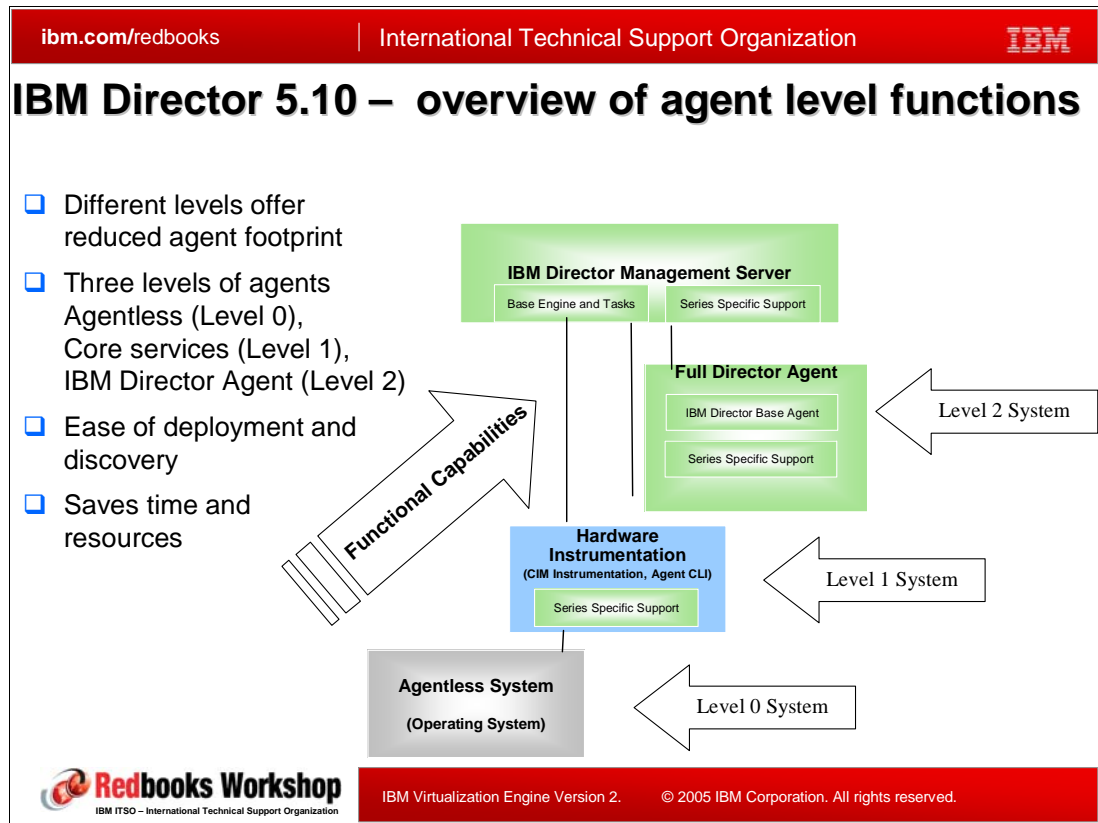 ibm.com/redbooks
International Technical Support Organization
IBM
IBM Director 5.10 – overview of agent level functions
Different levels offer
reduced agent footprint
Three levels of agents
Agentless (Level 0),
Core services (Level 1),
IBM Director Agent (Level 2)
Ease of deployment and
discovery
Saves time and
resources
Functional Capabilities
IBM Director Management Server
Base Engine and Tasks
Series Specific Support
Full Director Agent
IBM Director Base Agent
Series Specific Support
Level 2 System
Hardware
Instrumentation
(CIM Instrumentation, Agent CLI)
Series Specific Support
Level 1 System
Agentless System
(Operating System)
Level 0 System
Redbooks Workshop
IBM ITSO – International Technical Support Organization
IBM Virtualization Engine Version 2.
© 2005 IBM Corporation. All rights reserved.